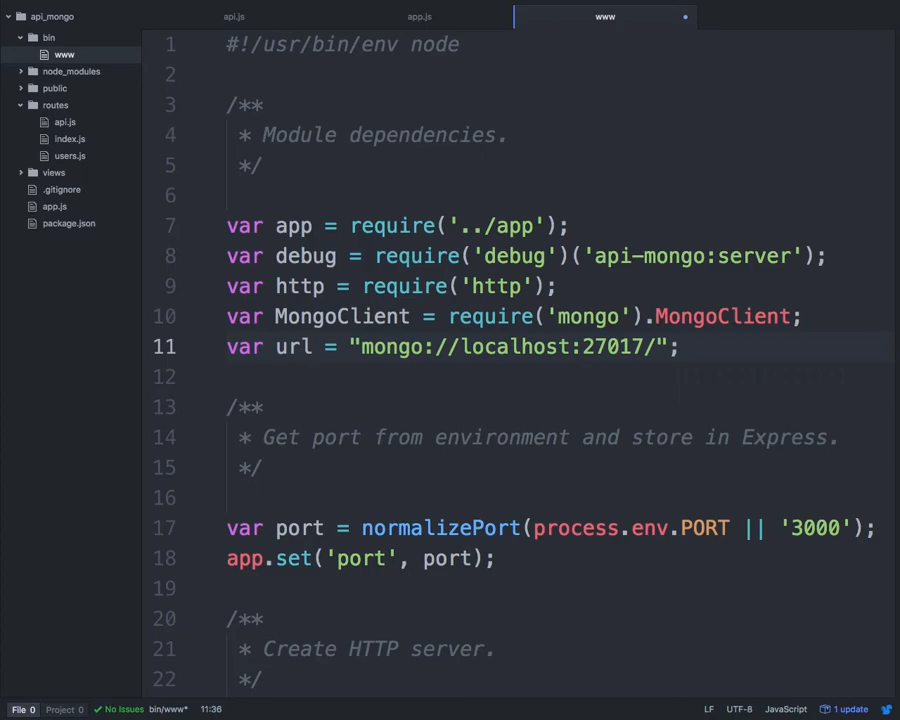 api_mongo
api.js
app.js
www
bin
www
node_modules
public
routes
api.js
index.js
users.js
views
.gitignore
app.js
package.json
1 #!/usr/bin/env node
2
3 /**
4 * Module dependencies.
5 */
6
7 var app = require('../app');
8 var debug = require('debug')('api-mongo:server');
9 var http = require('http');
10 var MongoClient = require('mongo').MongoClient;
11 var url = "mongo://localhost:27017/";
12
13 /**
14 * Get port from environment and store in Express.
15 */
16
17 var port = normalizePort(process.env.PORT || '3000');
18 app.set('port', port);
19
20 /**
21 * Create HTTP server.
22 */
File 0 Project 0 No Issues bin/www* 11:36 LF UTF-8 JavaScript 1 update